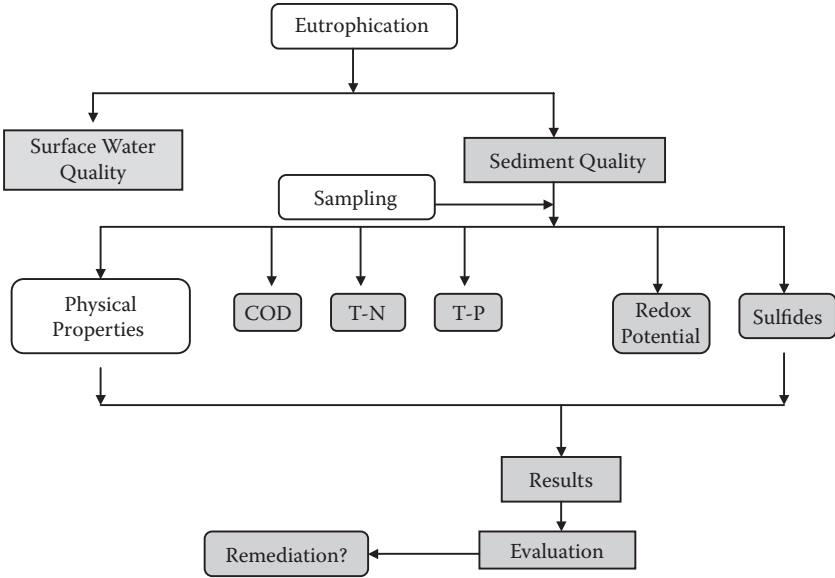 Eutrophication
Surface Water
Quality
Sediment Quality
Sampling
Physical
Properties
COD
T-N
T-P
Redox
Potential
Sulfides
Results
Evaluation
Remediation?